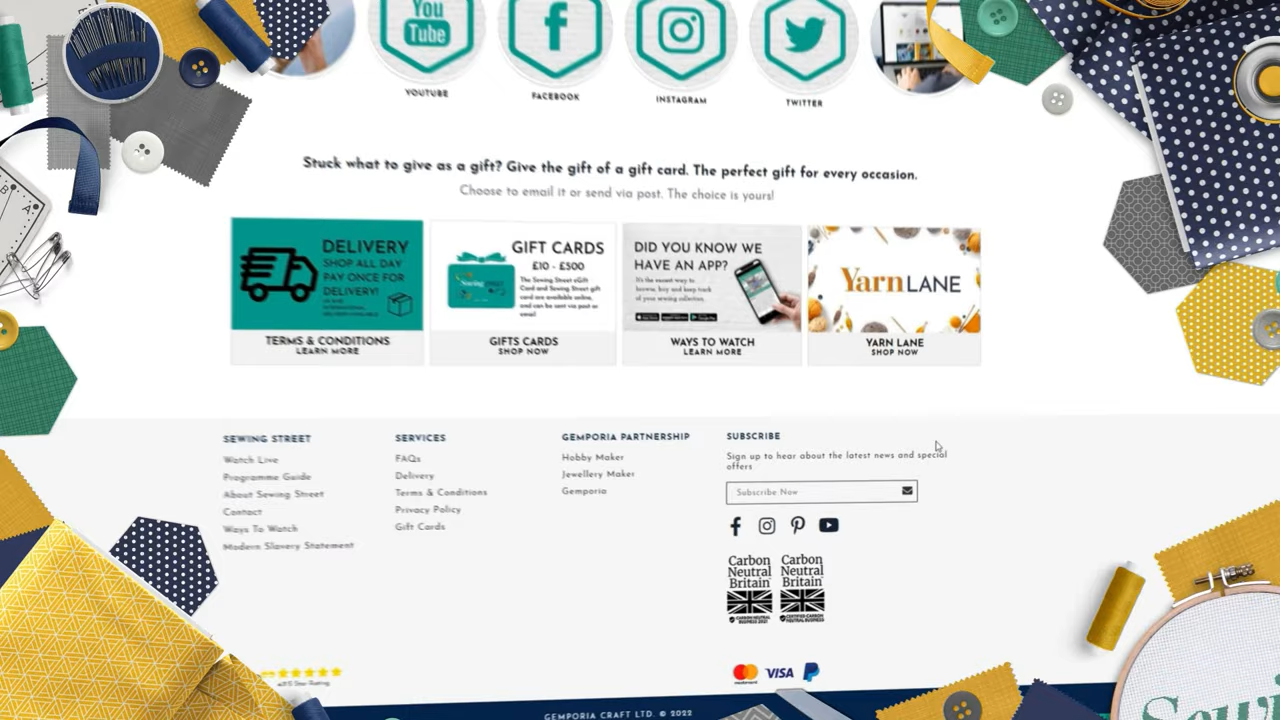 You
Tube
YOUTUBE
FACEBOOK
INSTAGRAM
TWITTER
Stuck what to give as a gift? Give the gift of a gift card. The perfect gift for every occasion.
Choose to email it or send via post. The choice is yours!
DELIVERY
SHOP ALL DAY
PAY ONCE FOR
DELIVERY!
TERMS & CONDITIONS
LEARN MORE
GIFT CARDS
£10 - £500
The Sewing Street eGift
Card and Sewing Street gift
card are available online,
and can be sent via post or
email
GIFTS CARDS
SHOP NOW
DID YOU KNOW WE
HAVE AN APP?
It's the easiest way to
browse, buy and keep track
of your sewing collection.
WAYS TO WATCH
LEARN MORE
Yarn LANE
YARN LANE
SHOP NOW
SEWING STREET
Watch Live
Programme Guide
About Sewing Street
Contact
Ways To Watch
Modern Slavery Statement
SERVICES
FAQs
Delivery
Terms & Conditions
Privacy Policy
Gift Cards
GEMPORIA PARTNERSHIP
Hobby Maker
Jewellery Maker
Gemporia
SUBSCRIBE
Sign up to hear about the latest news and special
offers
Subscribe Now
Carbon
Neutral
Britain
Carbon
Neutral
Britain
VISA
Star Rating
GEMPORIA CRAFT LTD. © 2022